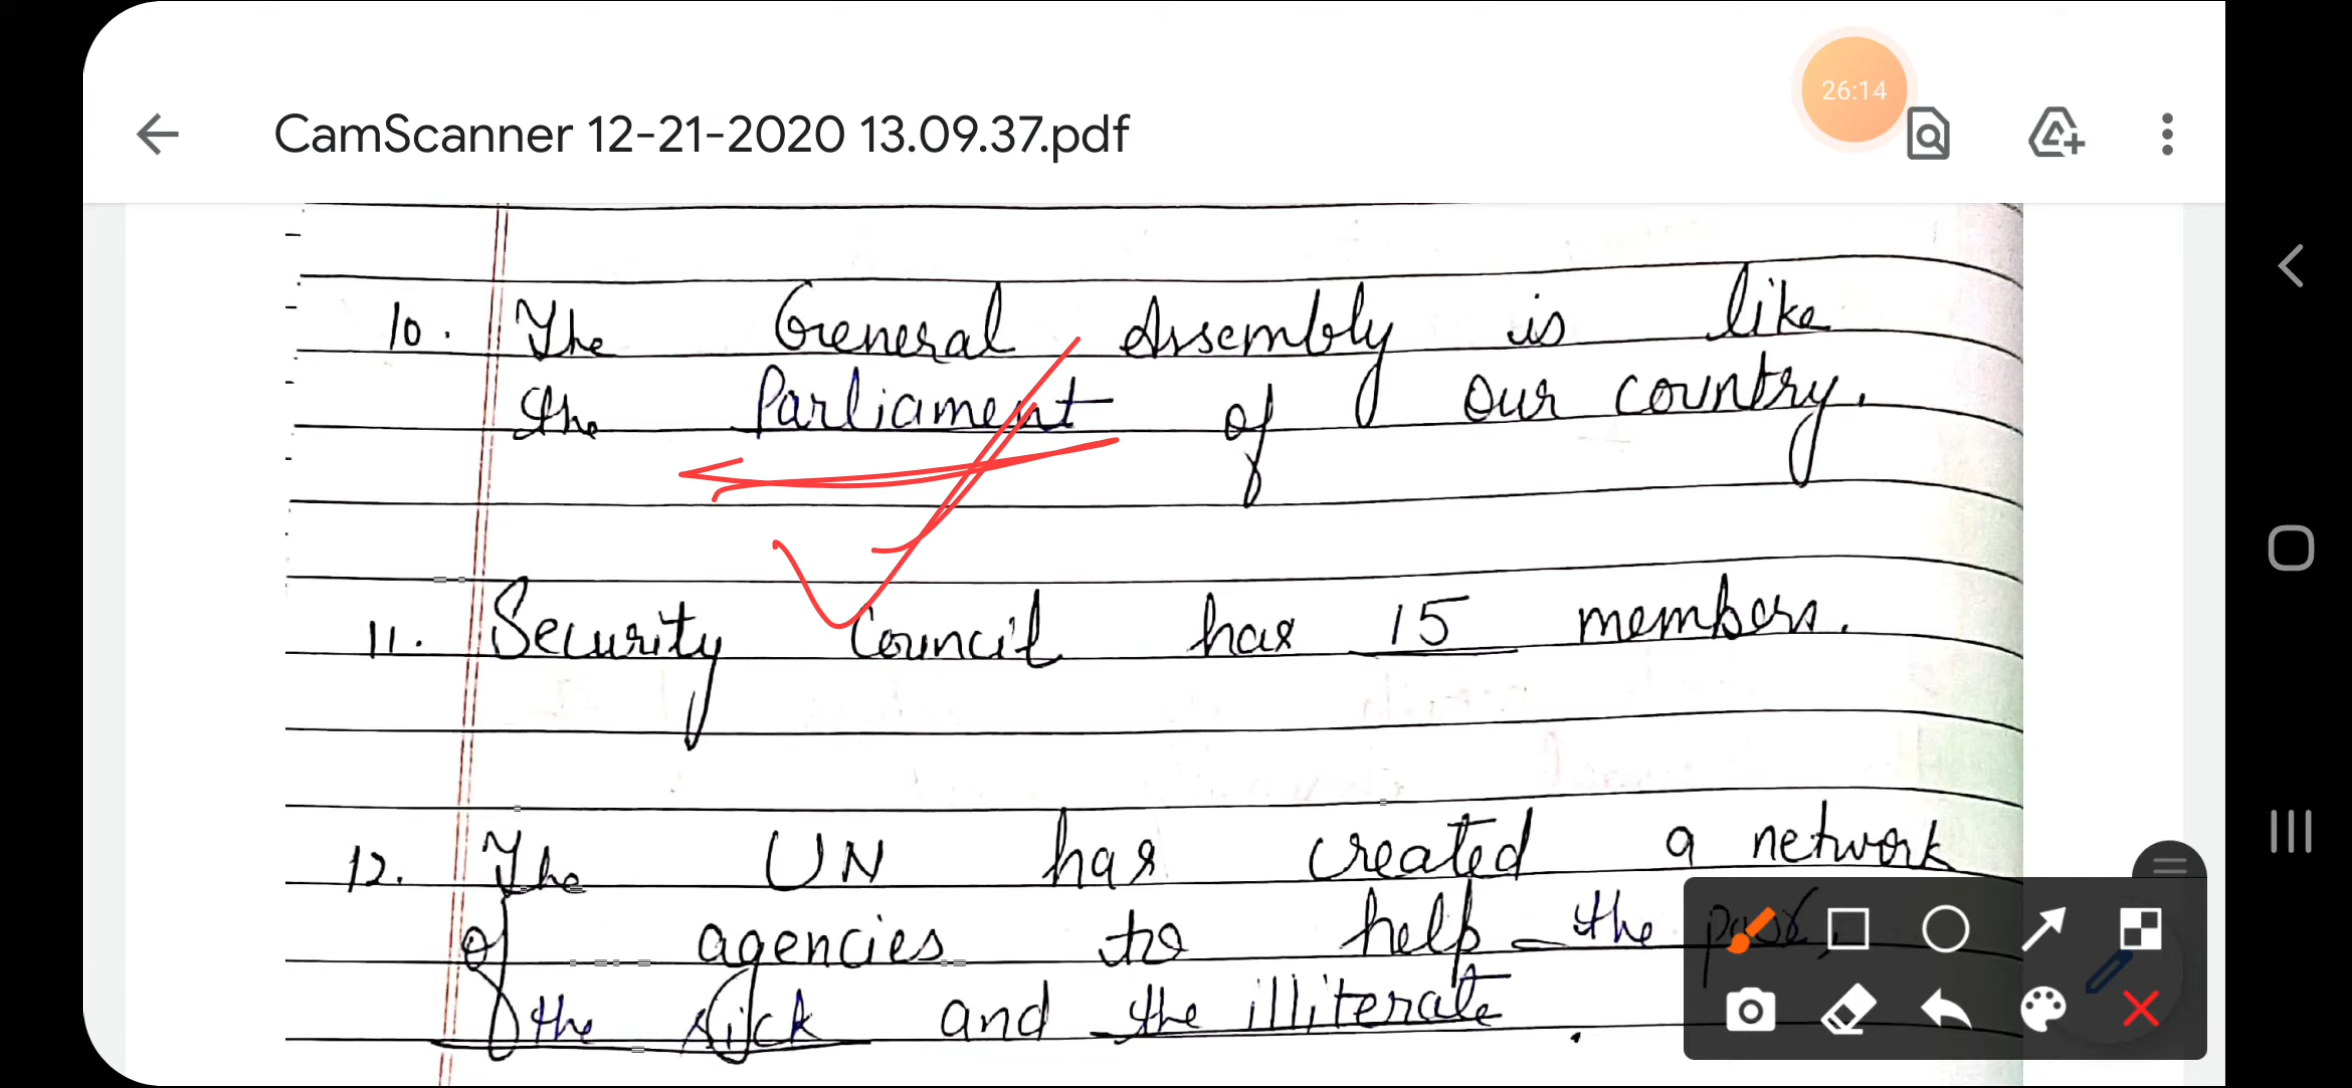 26:14
CamScanner 12-21-2020 13.09.37.pdf
10. The General Assembly is like
the Parliament of our country.
11. Security Council has 15 members.
12. The UN has created a network
of agencies to help the poor,
the sick and the illiterate.